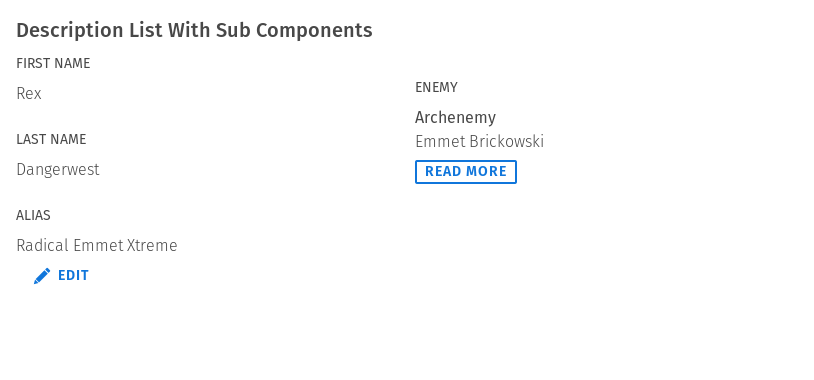 Description List With Sub Components
FIRST NAME
Rex
LAST NAME
Dangerwest
ALIAS
Radical Emmet Xtreme
EDIT
ENEMY
Archenemy
Emmet Brickowski
READ MORE